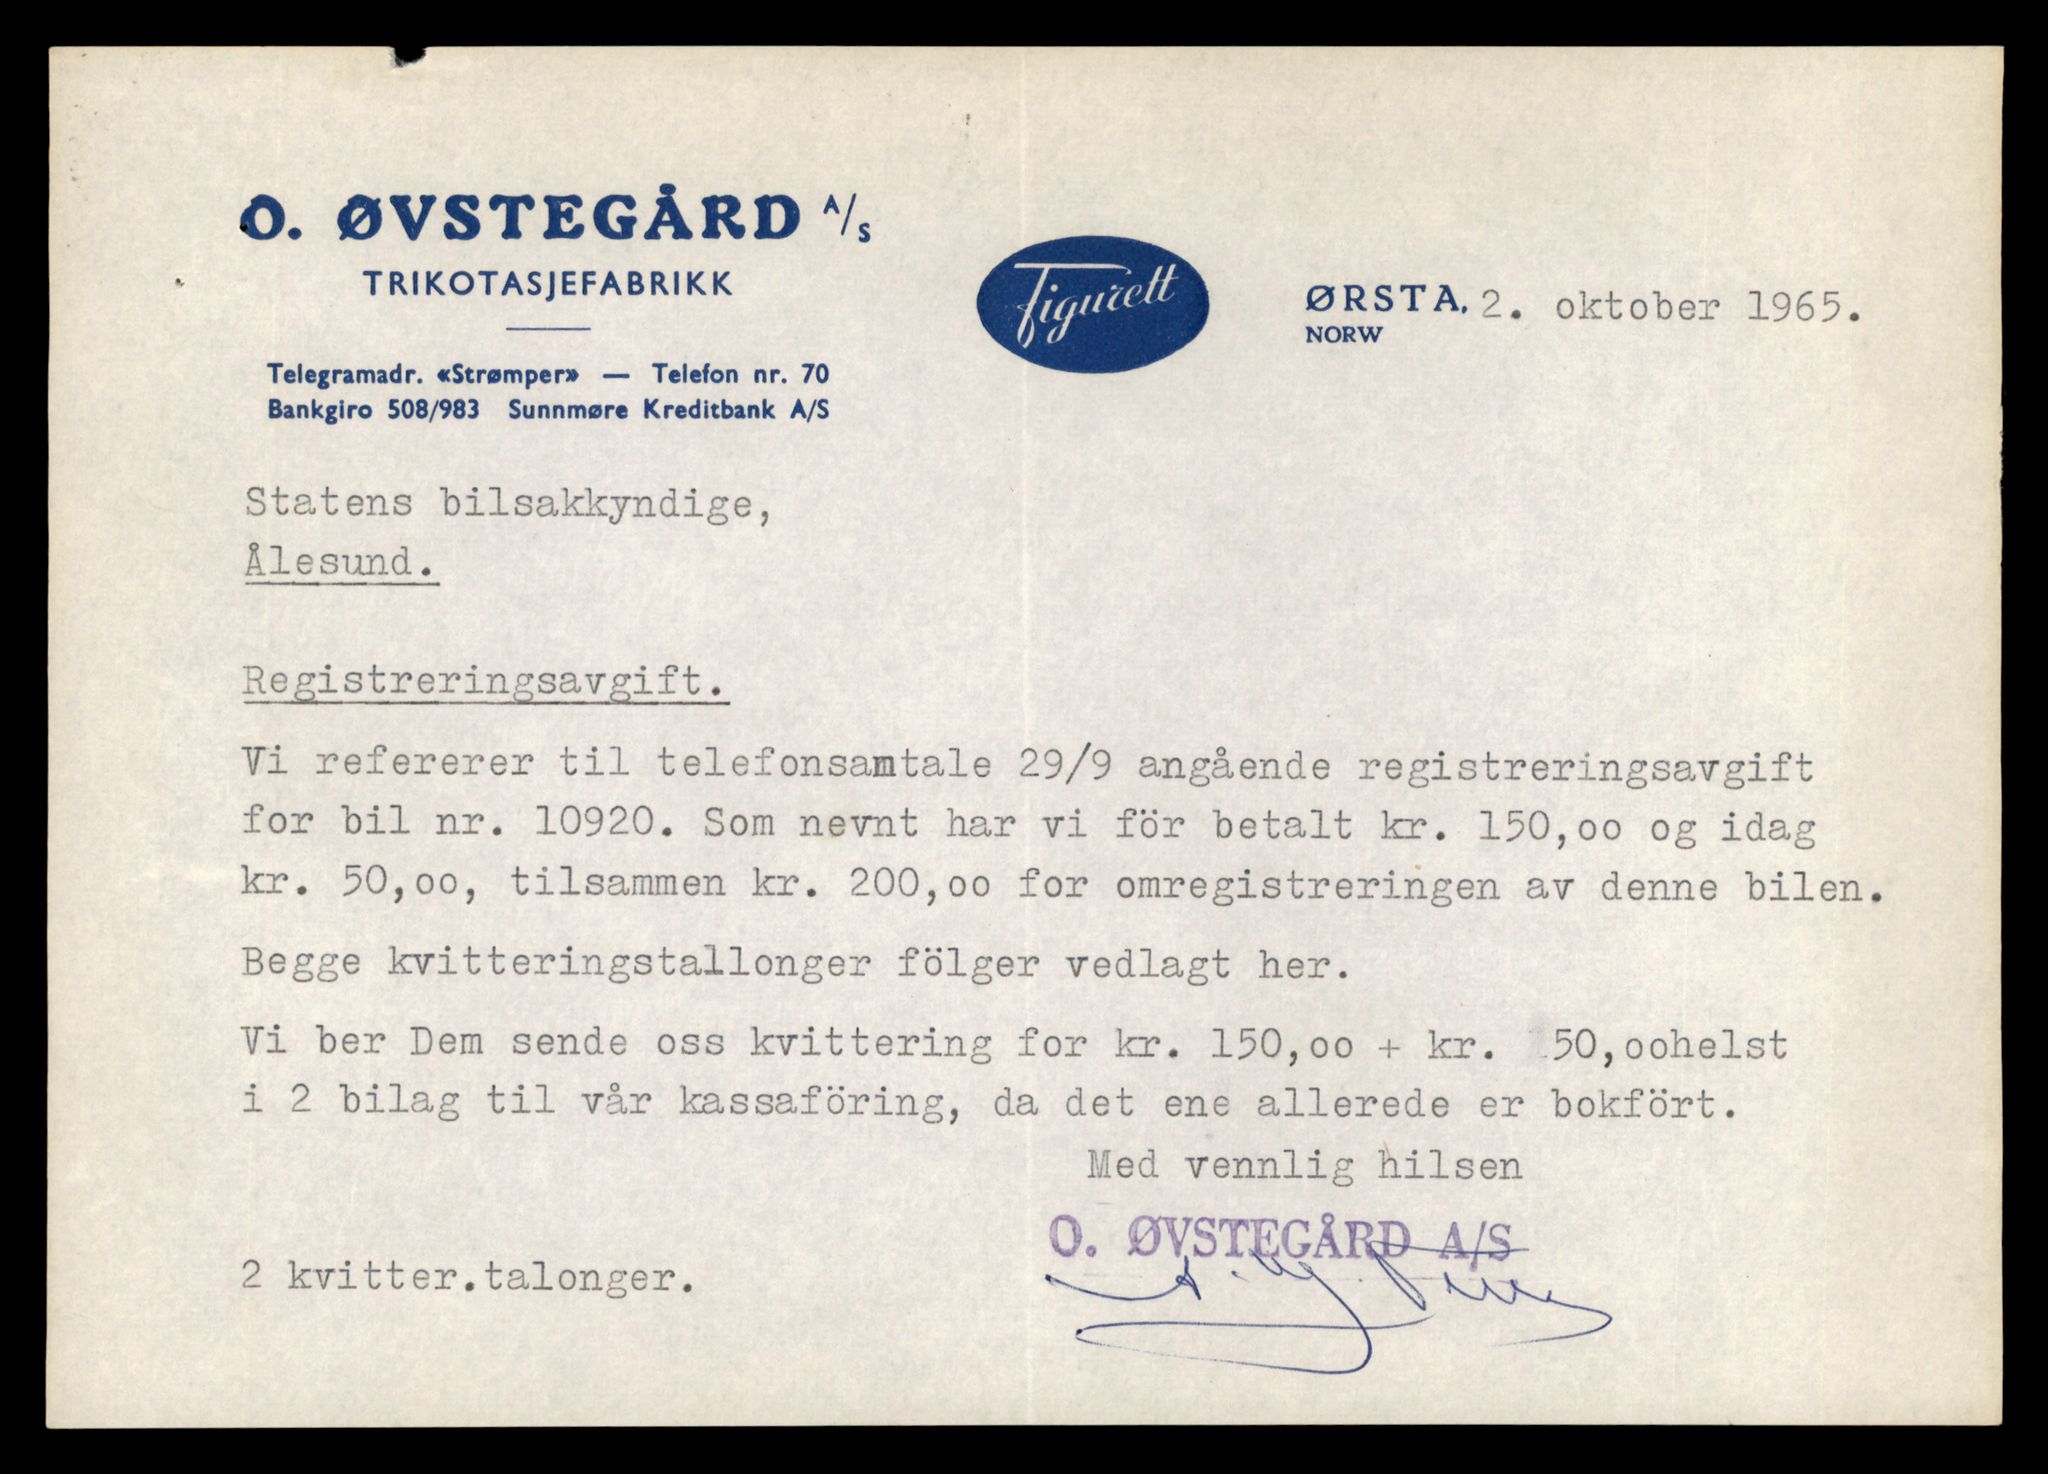 O. ØVSTEGÅRD A/S
TRIKOTASJEFABRIKK
Telegramadr. «Strømper» — Telefon nr. 70
Bankgiro 508/983 Sunnmøre Kreditbank A/S
Figurett
ØRSTA, 2. oktober 1965.
NORW
Statens bilsakkyndige,
Ålesund.
Registreringsavgift.
Vi refererer til telefonsamtale 29/9 angående registreringsavgift
for bil nr. 10920. Som nevnt har vi för betalt kr. 150,oo og idag
kr. 50,oo, tilsammen kr. 200,oo for omregistreringen av denne bilen.
Begge kvitteringstallonger fölger vedlagt her.
Vi ber Dem sende oss kvittering for kr. 150,oo + kr. 50,oohelst
i 2 bilag til vår kassaföring, da det ene allerede er bokfört.
Med vennlig hilsen
O. ØVSTEGÅRD A/S
2 kvitter.talonger.